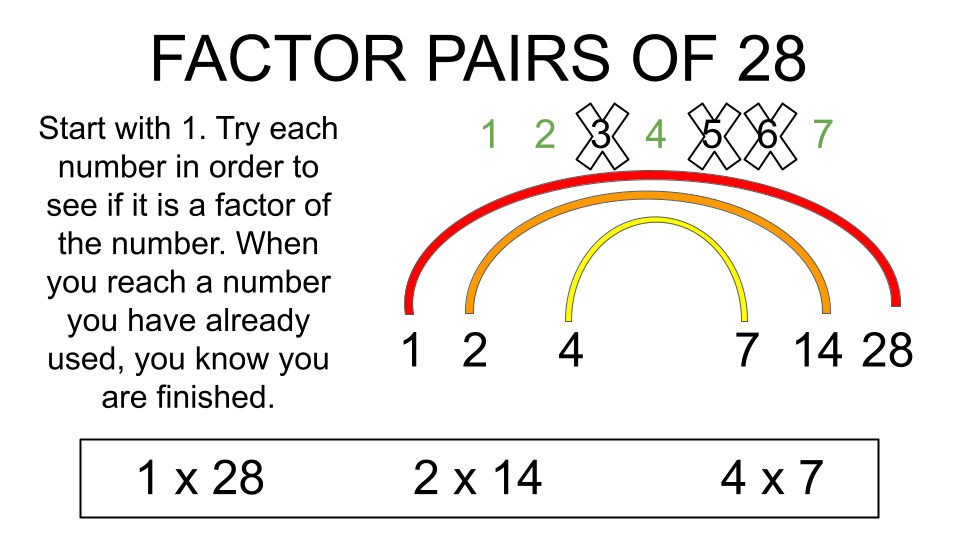 FACTOR PAIRS OF 28
Start with 1. Try each
number in order to
see if it is a factor of
the number. When
you reach a number
you have already
used, you know you
are finished.
1 2 3 4 5 6 7
1 2 4 7 14 28
1 x 28 2 x 14 4 x 7